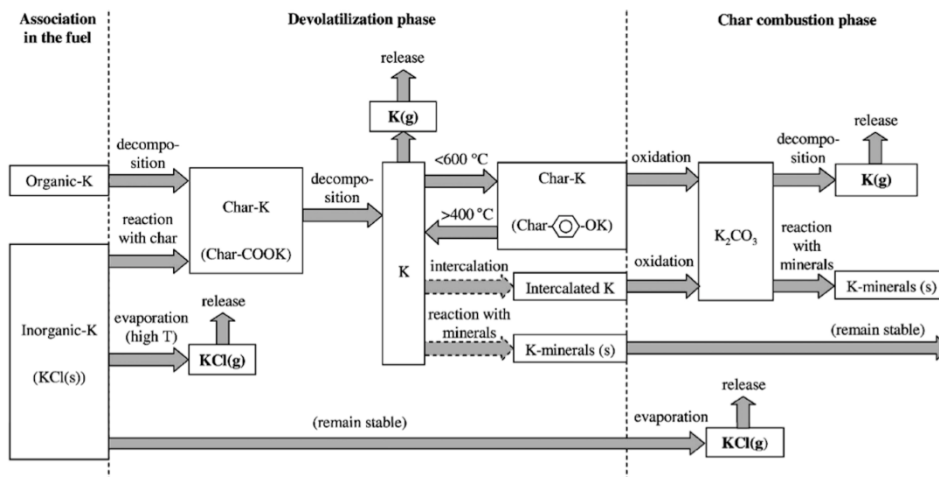 Association
in the fuel
Devolatilization phase
Char combustion phase
release
K(g)
release
decompo-
sition
Organic-K
Char-K
(Char-COOK)
decompo-
sition
<600 °C
>400 °C
Char-K
(Char-
-OK)
oxidation
decompo-
sition
K(g)
reaction
with char
K
K₂CO₃
reaction
with
minerals
intercalation
Intercalated K
oxidation
K-minerals (s)
Inorganic-K
(KCl(s))
evaporation
(high T)
release
KCl(g)
reaction with
minerals
K-minerals (s)
(remain stable)
release
(remain stable)
evaporation
KCl(g)